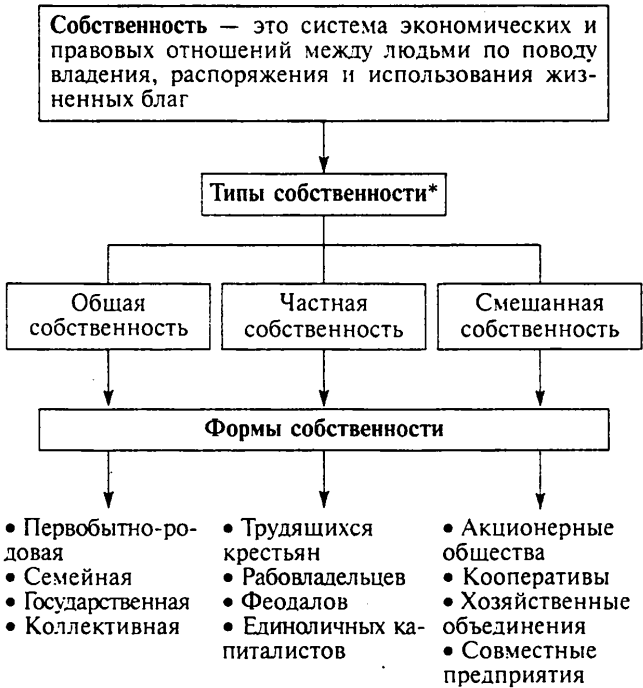 Собственность — это система экономических и
правовых отношений между людьми по поводу
владения, распоряжения и использования жиз-
ненных благ
Типы собственности*
Общая
собственность
Частная
собственность
Смешанная
собственность
Формы собственности
• Первобытно-ро-
довая
• Семейная
• Государственная
• Коллективная
• Трудящихся
крестьян
• Рабовладельцев
• Феодалов
• Единоличных ка-
питалистов
• Акционерные
общества
• Кооперативы
• Хозяйственные
объединения
• Совместные
предприятия